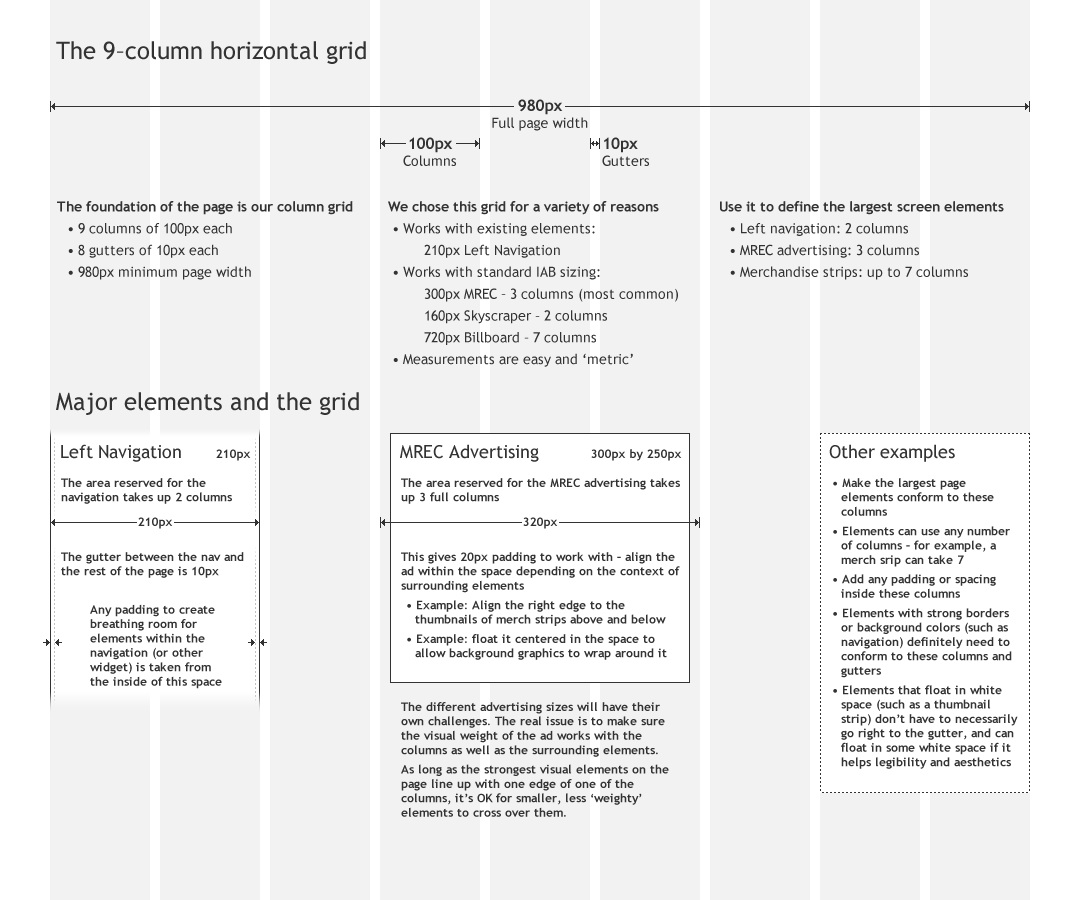 The 9-column horizontal grid
980px
Full page width
100px
Columns
10px
Gutters
The foundation of the page is our column grid
• 9 columns of 100px each
• 8 gutters of 10px each
• 980px minimum page width
We chose this grid for a variety of reasons
• Works with existing elements:
210px Left Navigation
• Works with standard IAB sizing:
300px MREC – 3 columns (most common)
160px Skyscraper – 2 columns
720px Billboard – 7 columns
• Measurements are easy and ‘metric’
Use it to define the largest screen elements
• Left navigation: 2 columns
• MREC advertising: 3 columns
• Merchandise strips: up to 7 columns
Major elements and the grid
Left Navigation 210px
The area reserved for the
navigation takes up 2 columns
210px
The gutter between the nav and
the rest of the page is 10px
Any padding to create
breathing room for
elements within the
navigation (or other
widget) is taken from
the inside of this space
MREC Advertising 300px by 250px
The area reserved for the MREC advertising takes
up 3 full columns
320px
This gives 20px padding to work with – align the
ad within the space depending on the context of
surrounding elements
• Example: Align the right edge to the
thumbnails of merch strips above and below
• Example: float it centered in the space to
allow background graphics to wrap around it
The different advertising sizes will have their
own challenges. The real issue is to make sure
the visual weight of the ad works with the
columns as well as the surrounding elements.
As long as the strongest visual elements on the
page line up with one edge of one of the
columns, it’s OK for smaller, less ‘weighty’
elements to cross over them.
Other examples
• Make the largest page
elements conform to these
columns
• Elements can use any number
of columns – for example, a
merch srip can take 7
• Add any padding or spacing
inside these columns
• Elements with strong borders
or background colors (such as
navigation) definitely need to
conform to these columns and
gutters
• Elements that float in white
space (such as a thumbnail
strip) don’t have to necessarily
go right to the gutter, and can
float in some white space if it
helps legibility and aesthetics